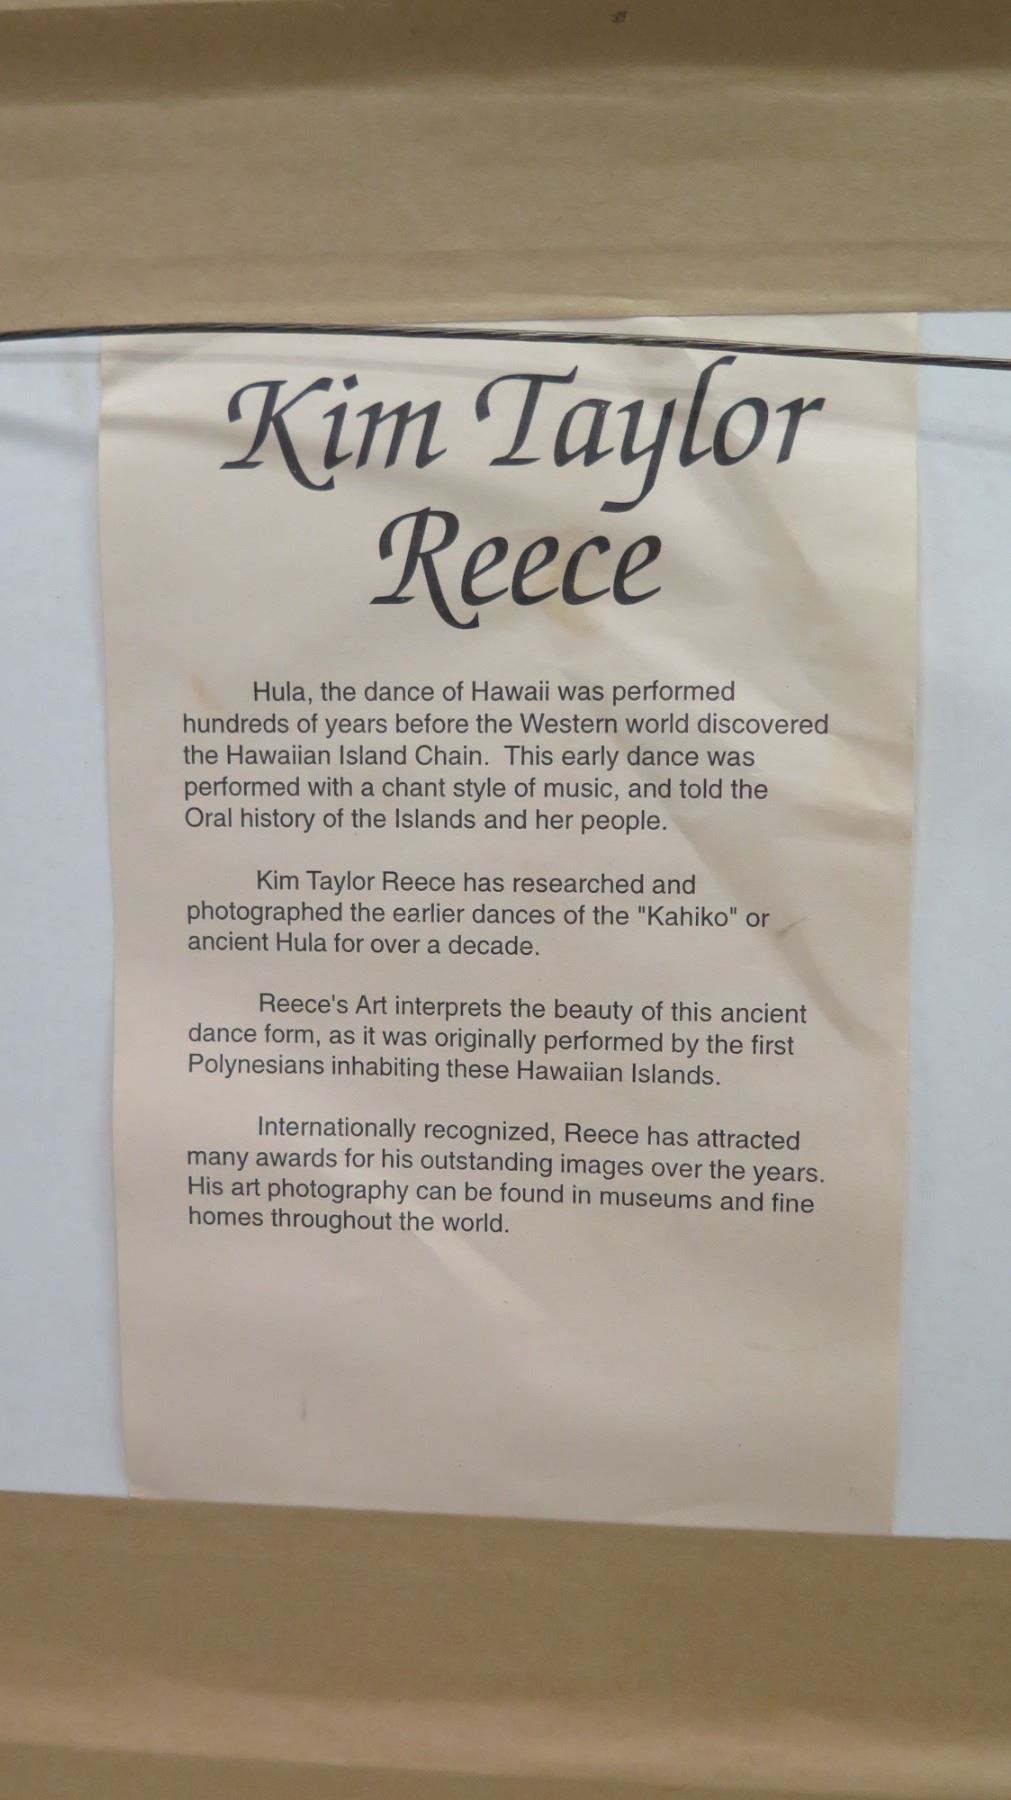 Kim Taylor
Reece
Hula, the dance of Hawaii was performed
hundreds of years before the Western world discovered
the Hawaiian Island Chain.  This early dance was
performed with a chant style of music, and told the
Oral history of the Islands and her people.
Kim Taylor Reece has researched and
photographed the earlier dances of the "Kahiko" or
ancient Hula for over a decade.
Reece's Art interprets the beauty of this ancient
dance form, as it was originally performed by the first
Polynesians inhabiting these Hawaiian Islands.
Internationally recognized, Reece has attracted
many awards for his outstanding images over the years.
His art photography can be found in museums and fine
homes throughout the world.